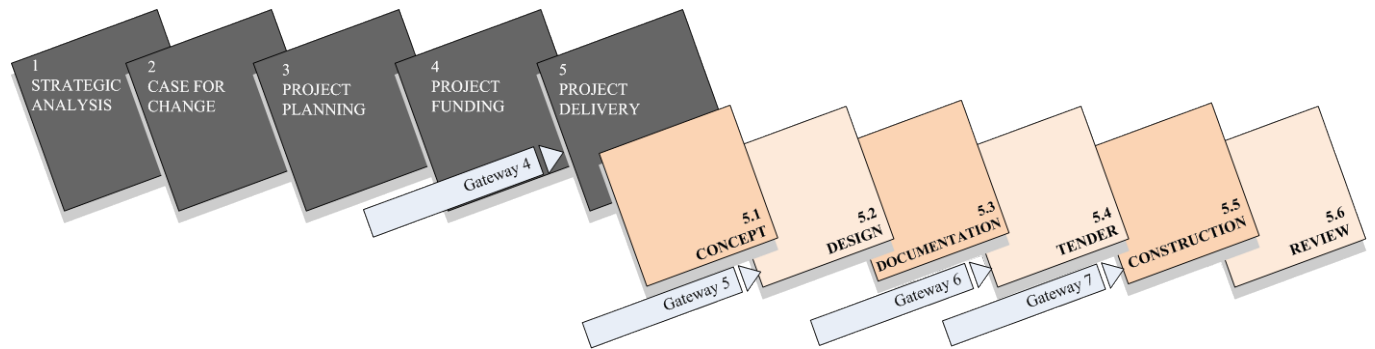 1
STRATEGIC
ANALYSIS
2
CASE FOR
CHANGE
3
PROJECT
PLANNING
4
PROJECT
FUNDING
5
PROJECT
DELIVERY
Gateway 4
5.1
CONCEPT
5.2
DESIGN
5.3
DOCUMENTATION
5.4
TENDER
5.5
CONSTRUCTION
5.6
REVIEW
Gateway 5
Gateway 6
Gateway 7